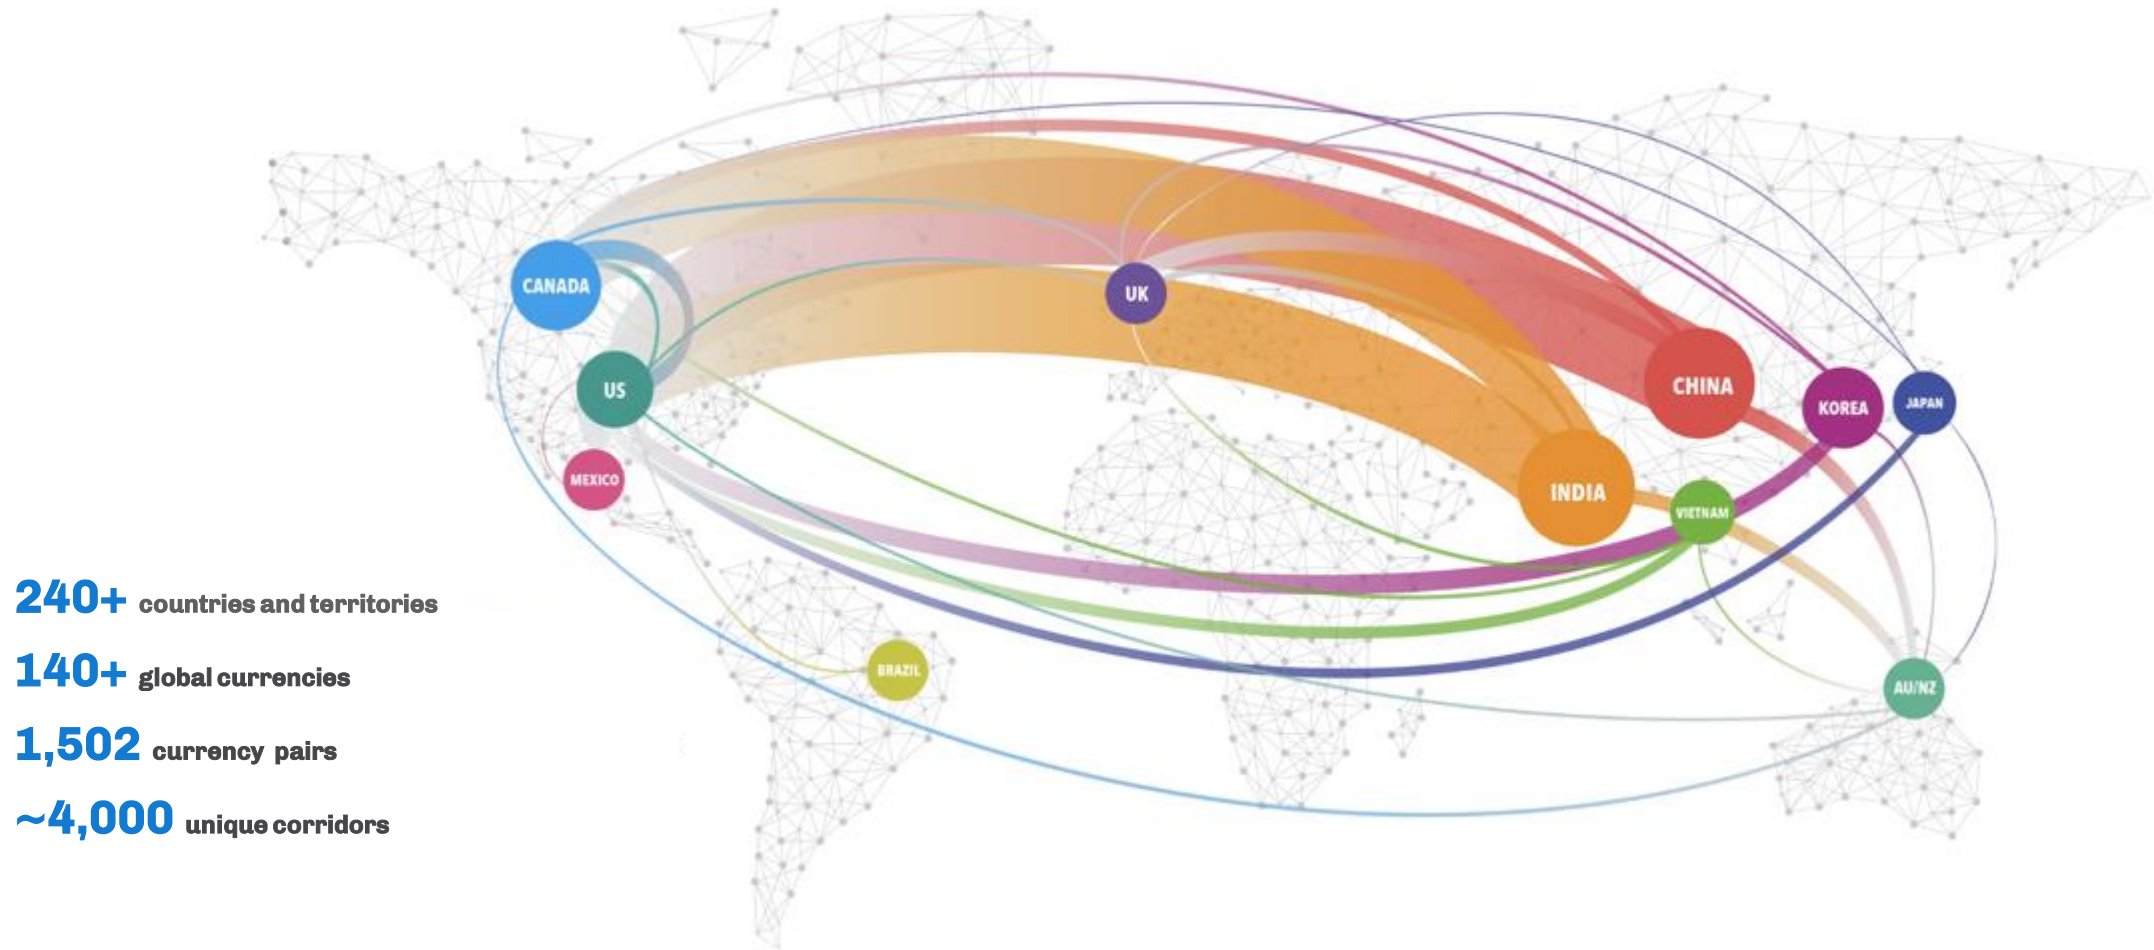 CANADA
UK
US
CHINA
KOREA
JAPAN
MEXICO
INDIA
VIETNAM
BRAZIL
AU/NZ
240+ countries and territories
140+ global currencies
1,502 currency pairs
~4,000 unique corridors